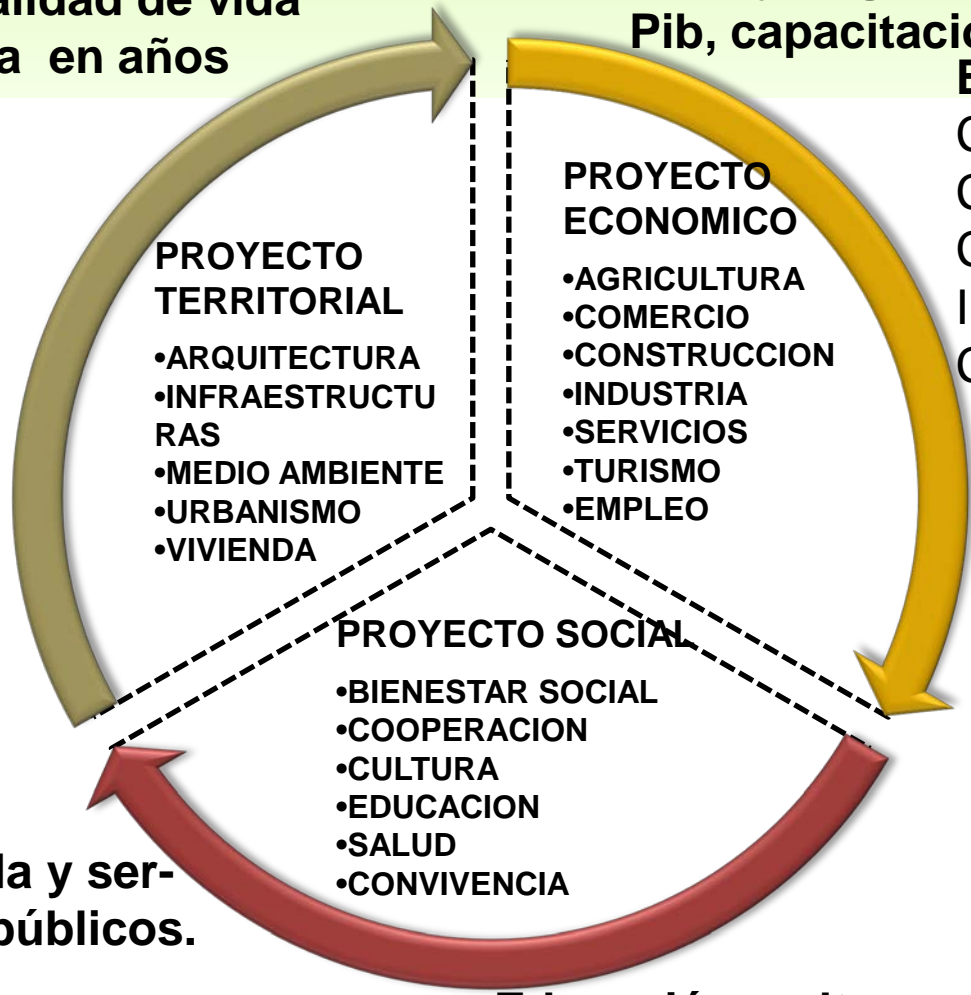 alidad de vida
a en años
Pib, capacitacio
PROYECTO
ECONOMICO
•AGRICULTURA
•COMERCIO
•CONSTRUCCION
•INDUSTRIA
•SERVICIOS
•TURISMO
•EMPLEO
PROYECTO
TERRITORIAL
•ARQUITECTURA
•INFRAESTRUCTU
RAS
•MEDIO AMBIENTE
•URBANISMO
•VIVIENDA
PROYECTO SOCIAL
•BIENESTAR SOCIAL
•COOPERACION
•CULTURA
•EDUCACION
•SALUD
•CONVIVENCIA
la y ser-
públicos.